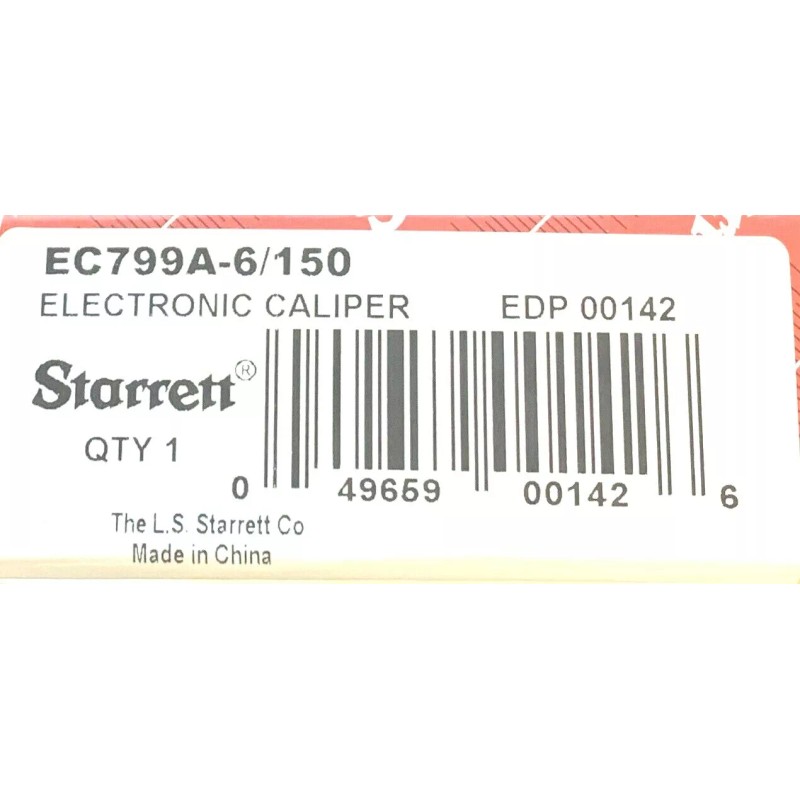 EC799A-6/150
ELECTRONIC CALIPER EDP 00142
Starrett®
QTY 1
0 49659 00142 6
The L.S. Starrett Co
Made in China